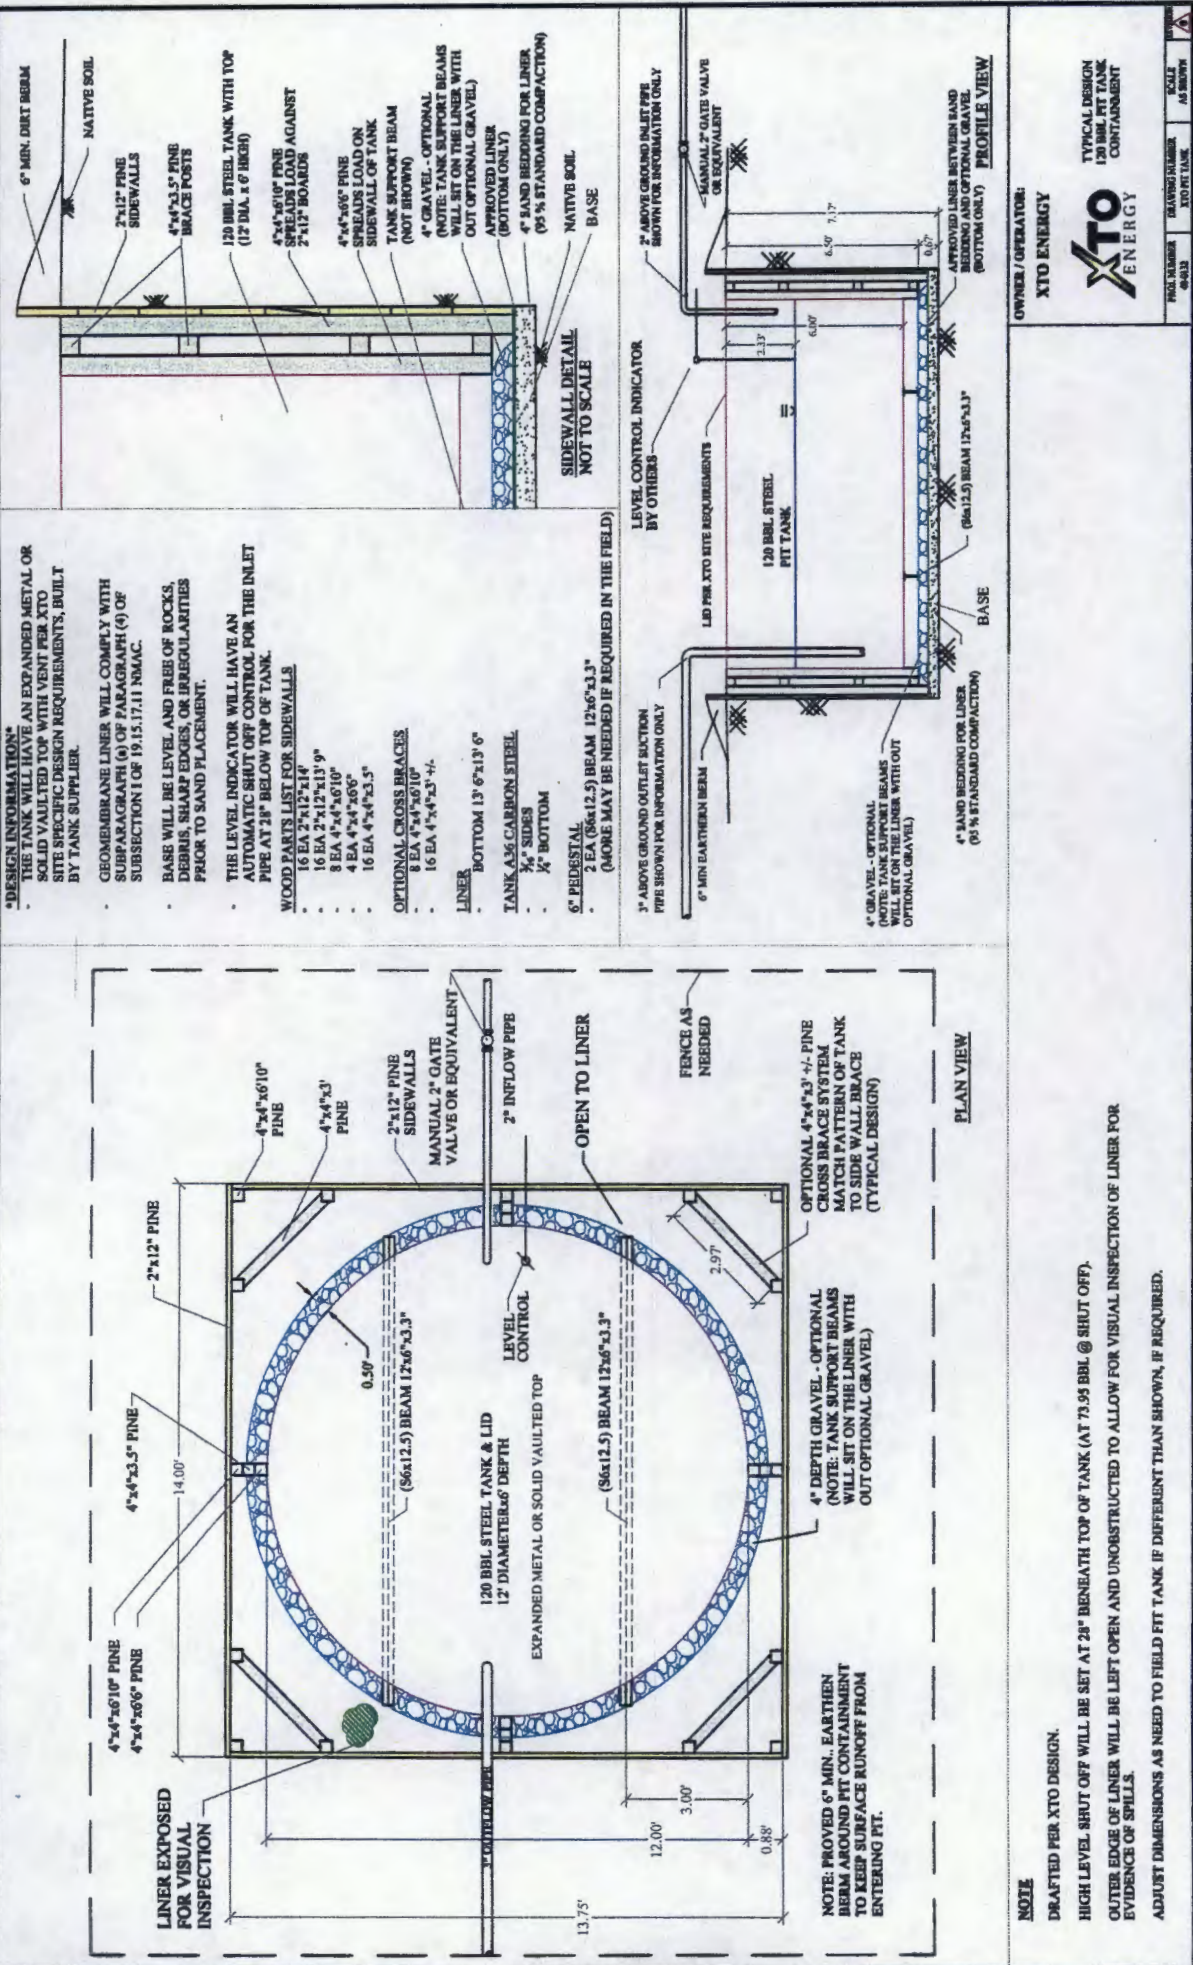 *DESIGN INFORMATION*
- THE TANK WILL HAVE AN EXPANDED METAL OR
SOLID VAULTED TOP WITH VENT PER XTO
SITE SPECIFIC DESIGN REQUIREMENTS, BUILT
BY TANK SUPPLIER.
- GEOMEMBRANE LINER WILL COMPLY WITH
SUBPARAGRAPH (a) OF PARAGRAPH (4) OF
SUBSECTION I OF 19.15.17.11 NMAC.
- BASE WILL BE LEVEL AND FREE OF ROCKS,
DEBRIS, SHARP EDGES, OR IRREGULARITIES
PRIOR TO SAND PLACEMENT.
- THE LEVEL INDICATOR WILL HAVE AN
AUTOMATIC SHUT OFF CONTROL FOR THE INLET
PIPE AT 28" BELOW TOP OF TANK.
WOOD PARTS LIST FOR SIDEWALLS
- 16 EA 2"x12"x14'
- 16 EA 2"x12"x13' 9"
- 8 EA 4"x4"x6'10"
- 4 EA 4"x4"x6'6"
- 16 EA 4"x4"x3.5"
OPTIONAL CROSS BRACES
- 8 EA 4"x4"x6'10"
- 16 EA 4"x4"x3' +/-
LINER
- BOTTOM 13' 6"x13' 6"
TANK A36 CARBON STEEL
- 3/16" SIDES
- 1/4" BOTTOM
6" PEDESTAL
- 2 EA (S6x12.5) BEAM 12'x6"x3.3"
(MORE MAY BE NEEDED IF REQUIRED IN THE FIELD)
6" MIN. DIRT BERM
NATIVE SOIL
2"x12" PINE
SIDEWALLS
4"x4"x3.5" PINE
BRACE POSTS
120 BBL STEEL TANK WITH TOP
(12' DIA. x 6' HIGH)
4"x4"x6'10" PINE
SPREADS LOAD AGAINST
2"x12" BOARDS
4"x4"x6'6" PINE
SPREADS LOAD ON
SIDEWALL OF TANK
TANK SUPPORT BEAM
(NOT SHOWN)
4" GRAVEL - OPTIONAL
(NOTE: TANK SUPPORT BEAMS
WILL SIT ON THE LINER WITH
OUT OPTIONAL GRAVEL)
APPROVED LINER
(BOTTOM ONLY)
4" SAND BEDDING FOR LINER
(95 % STANDARD COMPACTION)
NATIVE SOIL
BASE
SIDEWALL DETAIL
NOT TO SCALE
3" ABOVE GROUND OUTLET SUCTION
PIPE SHOWN FOR INFORMATION ONLY
6" MIN EARTHERN BERM
LID PER XTO SITE REQUIREMENTS
LEVEL CONTROL INDICATOR
BY OTHERS
2" ABOVE GROUND INLET PIPE
SHOWN FOR INFORMATION ONLY
MANUAL 2" GATE VALVE
OR EQUIVALENT
120 BBL STEEL
PIT TANK
2.33'
6.00'
6.50'
7.17'
0.67'
4" GRAVEL - OPTIONAL
(NOTE: TANK SUPPORT BEAMS
WILL SIT ON THE LINER WITH OUT
OPTIONAL GRAVEL)
4" SAND BEDDING FOR LINER
(95 % STANDARD COMPACTION)
BASE
(S6x12.5) BEAM 12'x6"x3.3"
APPROVED LINER BETWEEN SAND
BEDDING AND OPTIONAL GRAVEL
(BOTTOM ONLY)
PROFILE VIEW
LINER EXPOSED
FOR VISUAL
INSPECTION
4"x4"x6'10" PINE
4"x4"x6'6" PINE
4"x4"x3.5" PINE
2"x12" PINE
14.00'
4"x4"x6'10"
PINE
4"x4"x3'
PINE
2"x12" PINE
SIDEWALLS
MANUAL 2" GATE
VALVE OR EQUIVALENT
2" INFLOW PIPE
OPEN TO LINER
FENCE AS
NEEDED
0.50'
(S6x12.5) BEAM 12'x6"x3.3"
LEVEL
CONTROL
120 BBL STEEL TANK & LID
12' DIAMETERx6' DEPTH
EXPANDED METAL OR SOLID VAULTED TOP
(S6x12.5) BEAM 12'x6"x3.3"
3" OUTFLOW PIPE
13.75'
12.00'
3.00'
0.88'
2.97'
OPTIONAL 4"x4"x3' +/- PINE
CROSS BRACE SYSTEM
MATCH PATTERN OF TANK
TO SIDE WALL BRACE
(TYPICAL DESIGN)
4" DEPTH GRAVEL - OPTIONAL
(NOTE: TANK SUPPORT BEAMS
WILL SIT ON THE LINER WITH
OUT OPTIONAL GRAVEL)
NOTE: PROVED 6" MIN.. EARTHEN
BERM AROUND PIT CONTAINMENT
TO KEEP SURFACE RUNOFF FROM
ENTERING PIT.
PLAN VIEW
NOTE
DRAFTED PER XTO DESIGN.
HIGH LEVEL SHUT OFF WILL BE SET AT 28" BENEATH TOP OF TANK (AT 73.95 BBL @ SHUT OFF).
OUTER EDGE OF LINER WILL BE LEFT OPEN AND UNOBSTRUCTED TO ALLOW FOR VISUAL INSPECTION OF LINER FOR
EVIDENCE OF SPILLS.
ADJUST DIMENSIONS AS NEED TO FIELD FIT TANK IF DIFFERENT THAN SHOWN, IF REQUIRED.
OWNER / OPERATOR:
XTO ENERGY
XTO
ENERGY
TYPICAL DESIGN
120 BBL PIT TANK
CONTAINMENT
PROJ. NUMBER
DRAWING NUMBER
XTO PIT TANK
SCALE
AS SHOWN